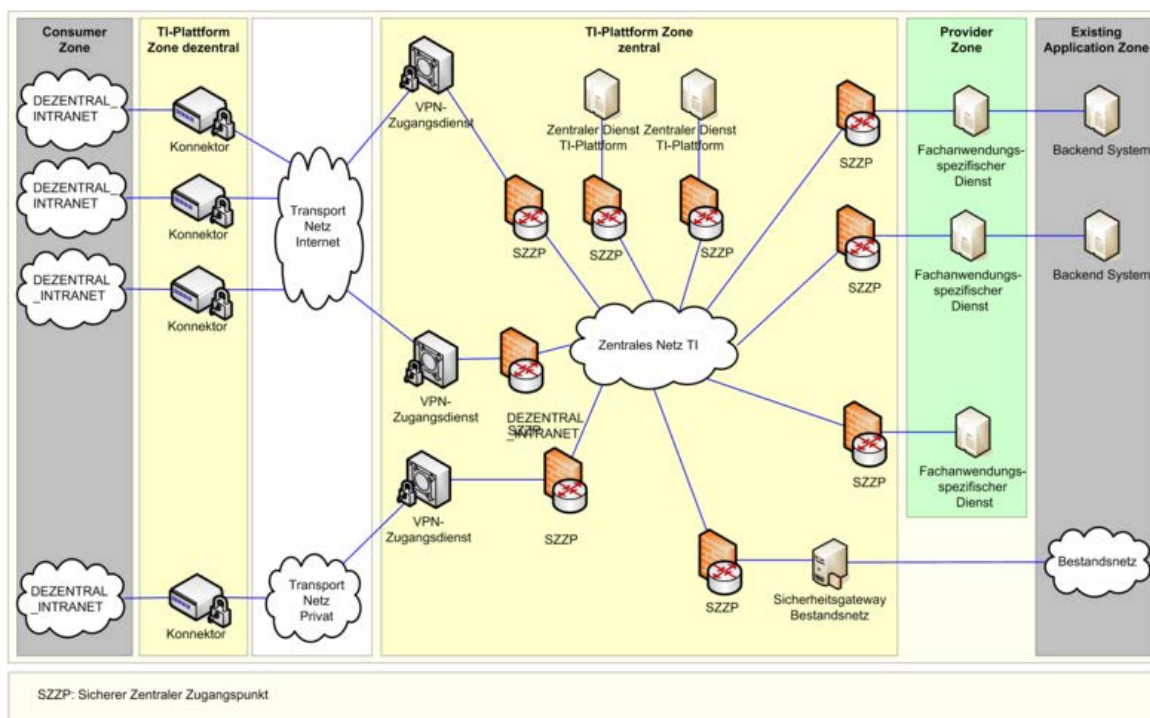 Consumer
Zone
TI-Plattform
Zone dezentral
TI-Plattform Zone
zentral
Provider
Zone
Existing
Application Zone
DEZENTRAL_
INTRANET
Konnektor
DEZENTRAL_
INTRANET
Konnektor
DEZENTRAL
_INTRANET
Konnektor
DEZENTRAL
_INTRANET
Konnektor
Transport
Netz
Internet
Transport
Netz
Privat
VPN-
Zugangsdienst
VPN-
Zugangsdienst
VPN-
Zugangsdienst
Zentraler Dienst
TI-Plattform
Zentraler Dienst
TI-Plattform
SZZP
SZZP
SZZP
SZZP
SZZP
Zentrales Netz TI
DEZENTRAL
_INTRANET
SZZP
SZZP
SZZP
SZZP
Sicherheitsgateway
Bestandsnetz
Fachanwendungs-
spezifischer
Dienst
Fachanwendungs-
spezifischer
Dienst
Fachanwendungs-
spezifischer
Dienst
Backend System
Backend System
Bestandsnetz
SZZP: Sicherer Zentraler Zugangspunkt